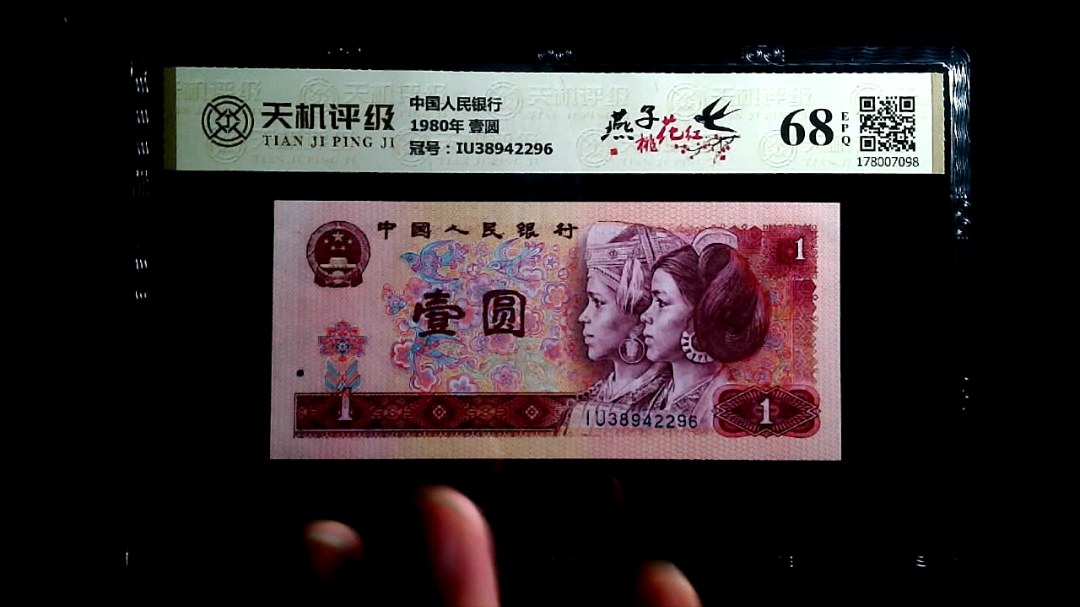 天机评级
TIAN JI PING JI
中国人民银行
1980年 壹圆
冠号：IU38942296
燕子
桃花红
68
EPQ
178007098
中國人民银行
1
壹圆
1
IU38942296
1